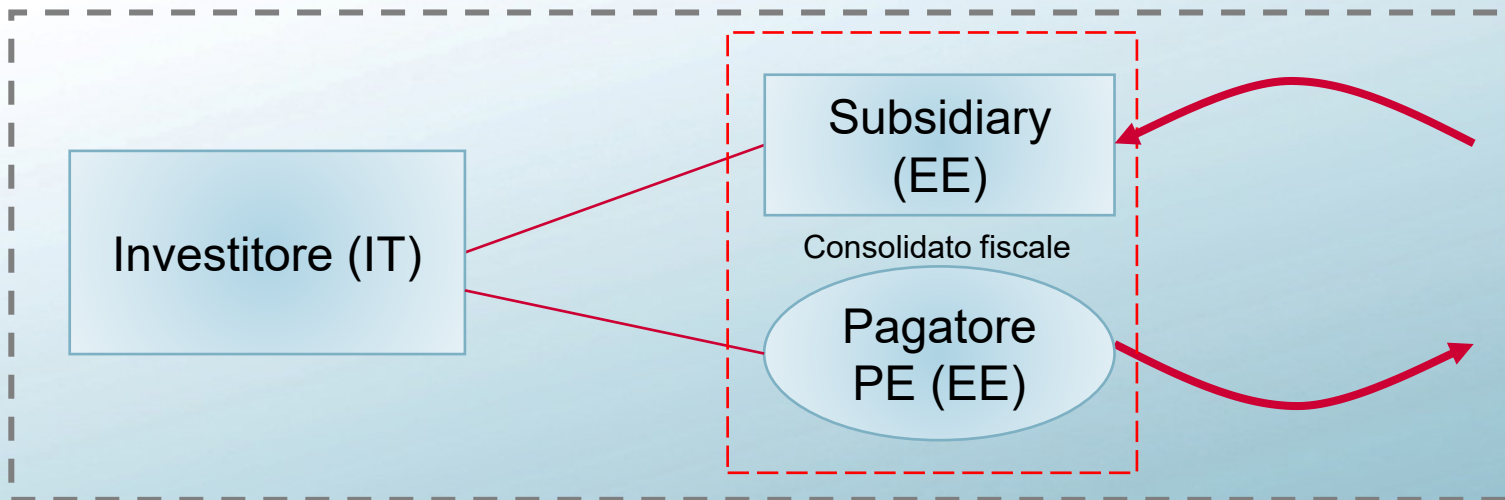 Investitore (IT)
Subsidiary
(EE)
Consolidato fiscale
Pagatore
PE (EE)